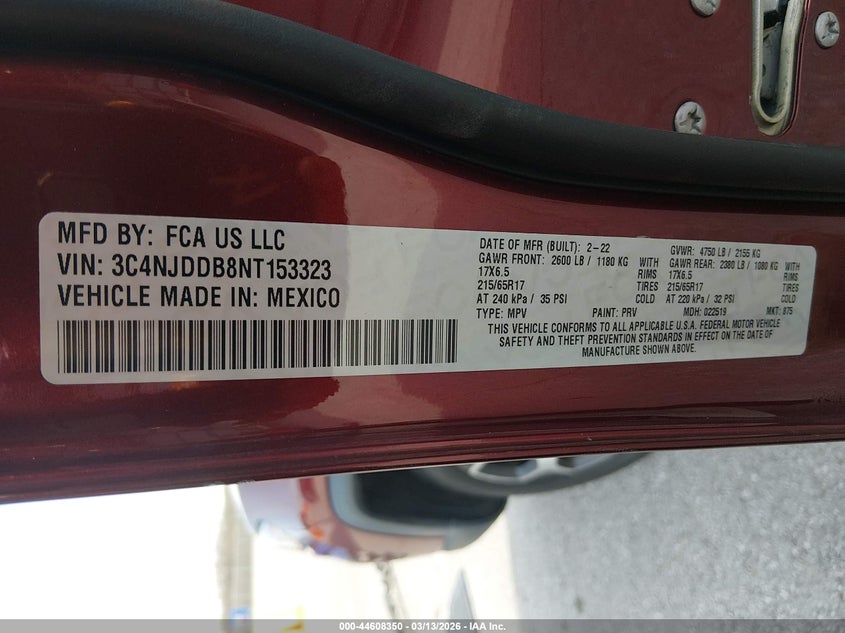 MFD BY: FCA US LLC
VIN: 3C4NJDDB8NT153323
VEHICLE MADE IN: MEXICO
DATE OF MFR (BUILT): 2-22 GVWR: 4750 LB / 2155 KG
GAWR FRONT: 2600 LB / 1180 KG WITH GAWR REAR: 2380 LB / 1080 KG WITH
17X6.5 RIMS 17X6.5 RIMS
215/65R17 TIRES 215/65R17 TIRES
AT 240 kPa / 35 PSI COLD AT 220 kPa / 32 PSI COLD
TYPE: MPV PAINT: PRV MDH: 022519 MKT: 875
THIS VEHICLE CONFORMS TO ALL APPLICABLE U.S.A. FEDERAL MOTOR VEHICLE
SAFETY AND THEFT PREVENTION STANDARDS IN EFFECT ON THE DATE OF
MANUFACTURE SHOWN ABOVE.
000-44608350 | 03/13/2026 - IAA Inc.